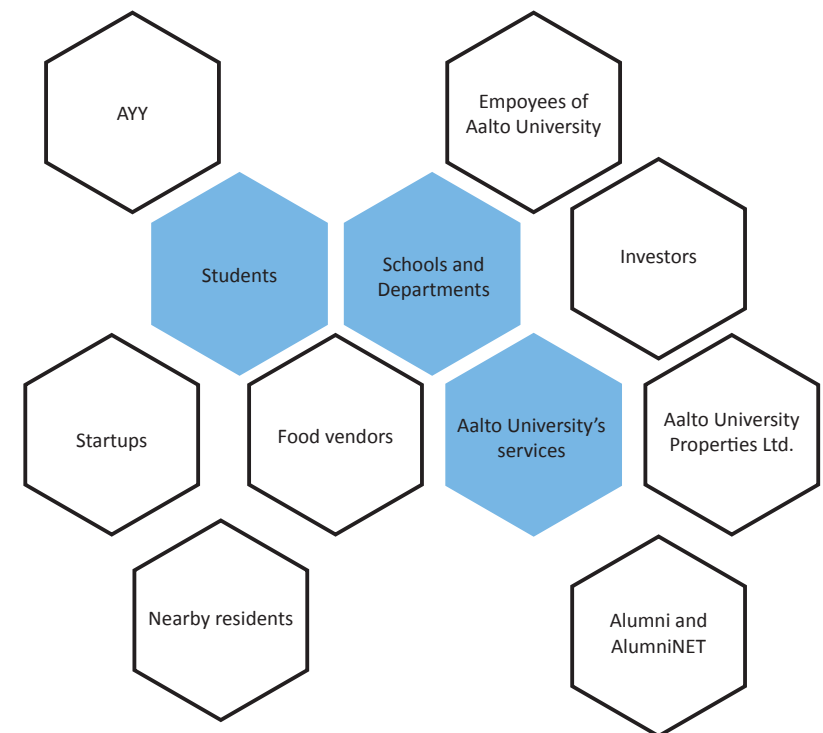 AYY
Empoyees of
Aalto University
Students
Schools and
Departments
Investors
Startups
Food vendors
Aalto University's
services
Aalto University
Properties Ltd.
Nearby residents
Alumni and
AlumniNET